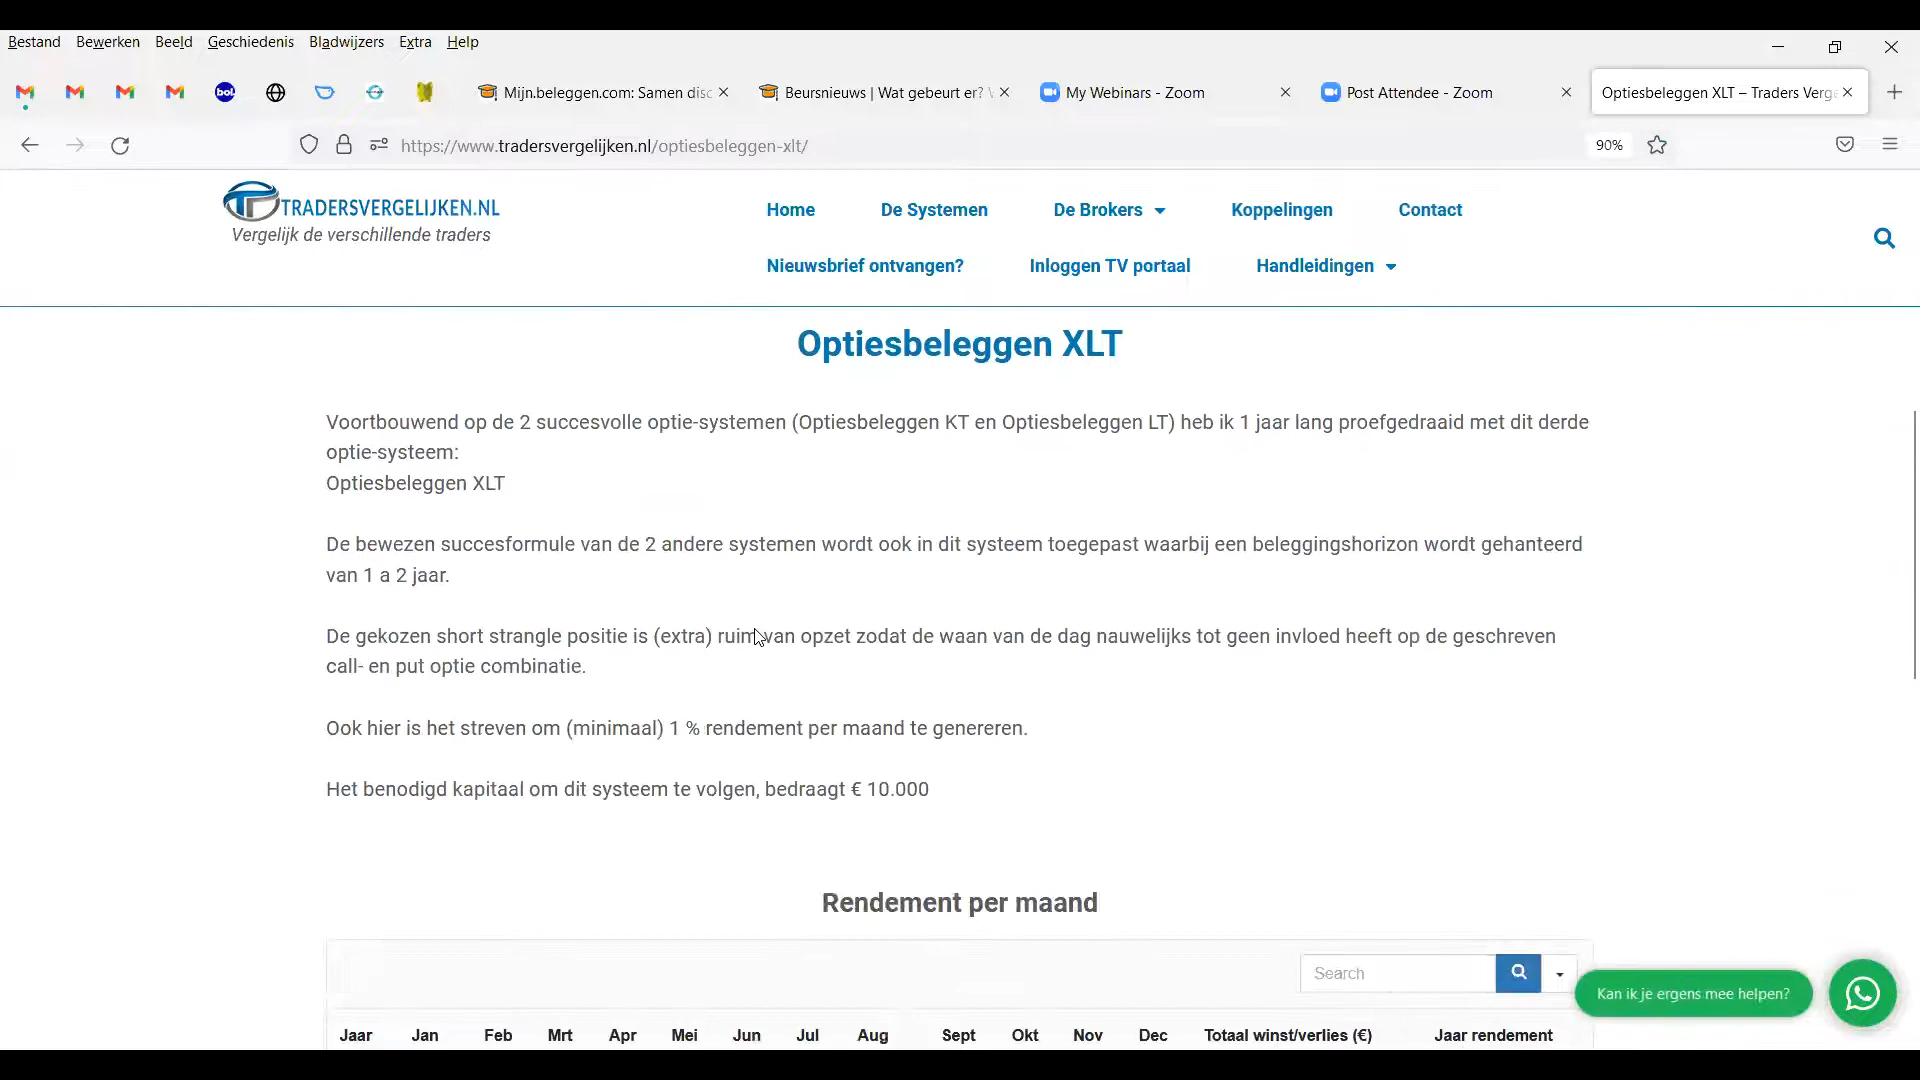 Bestand Bewerken Beeld Geschiedenis Bladwijzers Extra Help
bol. Mijn.beleggen.com: Samen disc Beursnieuws | Wat gebeurt er? My Webinars - Zoom Post Attendee - Zoom Optiesbeleggen XLT – Traders Verge
https://www.tradersvergelijken.nl/optiesbeleggen-xlt/ 90%
TRADERSVERGELIJKEN.NL
Vergelijk de verschillende traders
Home De Systemen De Brokers Koppelingen Contact
Nieuwsbrief ontvangen? Inloggen TV portaal Handleidingen
Optiesbeleggen XLT
Voortbouwend op de 2 succesvolle optie-systemen (Optiesbeleggen KT en Optiesbeleggen LT) heb ik 1 jaar lang proefgedraaid met dit derde
optie-systeem:
Optiesbeleggen XLT
De bewezen succesformule van de 2 andere systemen wordt ook in dit systeem toegepast waarbij een beleggingshorizon wordt gehanteerd
van 1 a 2 jaar.
De gekozen short strangle positie is (extra) ruim van opzet zodat de waan van de dag nauwelijks tot geen invloed heeft op de geschreven
call- en put optie combinatie.
Ook hier is het streven om (minimaal) 1 % rendement per maand te genereren.
Het benodigd kapitaal om dit systeem te volgen, bedraagt € 10.000
Rendement per maand
Search
Kan ik je ergens mee helpen?
Jaar Jan Feb Mrt Apr Mei Jun Jul Aug Sept Okt Nov Dec Totaal winst/verlies (€) Jaar rendement